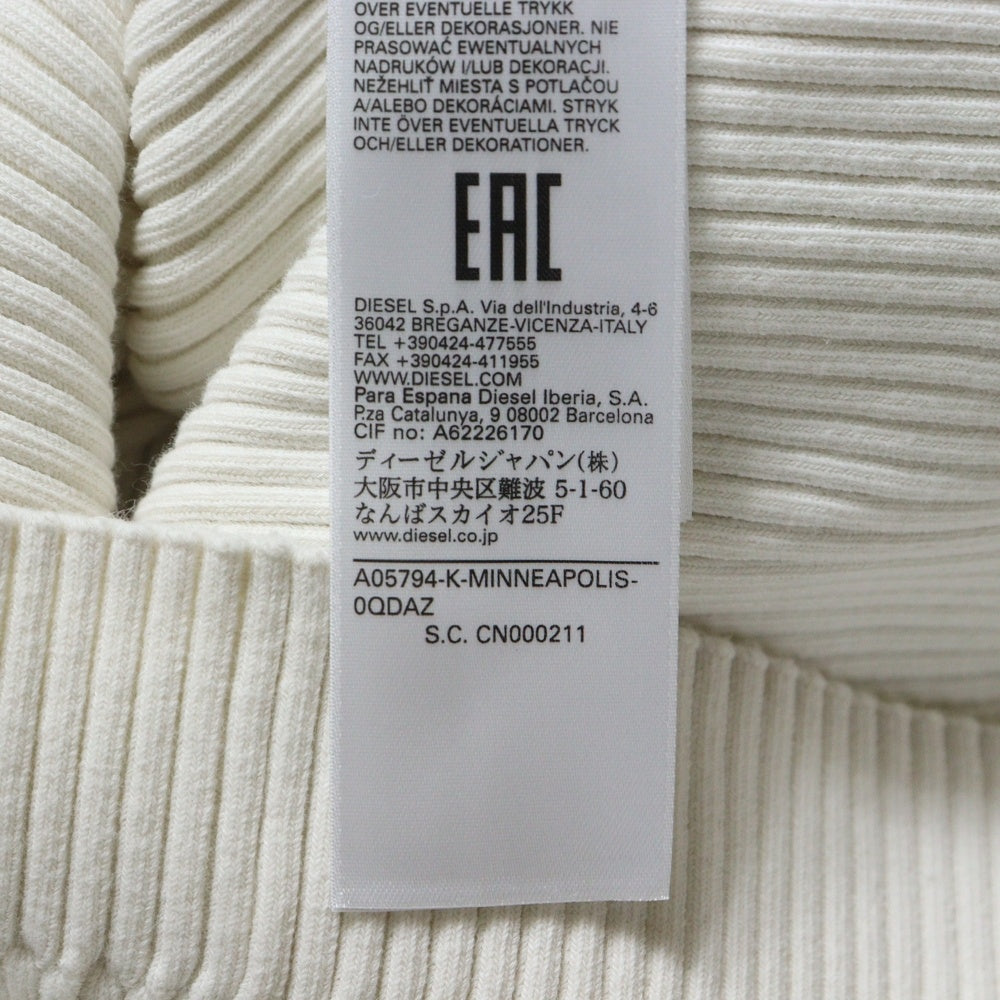 OVER EVENTUELLE TRYKK
OG/ELLER DEKORASJONER. NIE
PRASOWAĆ EWENTUALNYCH
NADRUKÓW I/LUB DEKORACJI.
NEŽEHLIŤ MIESTA S POTLAČOU
A/ALEBO DEKORÁCIAMI. STRYK
INTE ÖVER EVENTUELLA TRYCK
OCH/ELLER DEKORATIONER.
EAC
DIESEL S.p.A. Via dell'Industria, 4-6
36042 BREGANZE-VICENZA-ITALY
TEL +390424-477555
FAX +390424-411955
WWW.DIESEL.COM
Para Espana Diesel Iberia, S.A.
P.za Catalunya, 9 08002 Barcelona
CIF no: A62226170
ディーゼルジャパン(株)
大阪市中央区難波 5-1-60
なんばスカイオ25F
www.diesel.co.jp
A05794-K-MINNEAPOLIS-
0QDAZ
S.C. CN000211